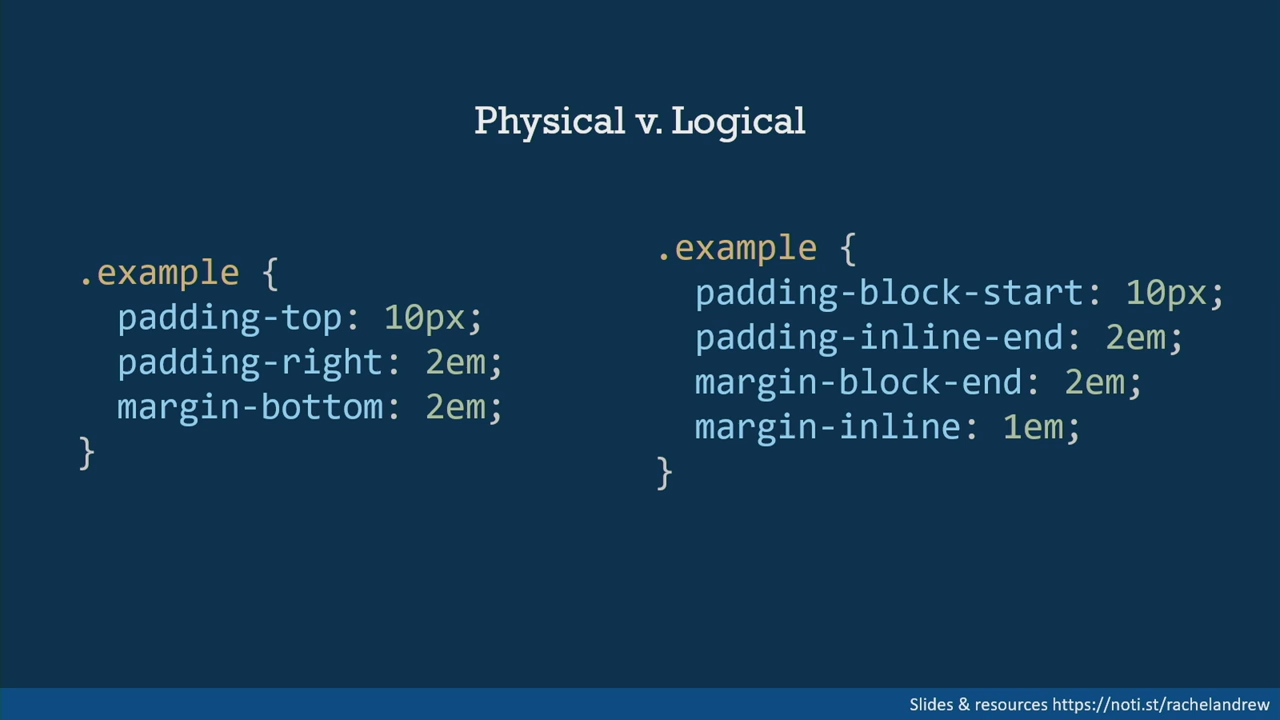 Physical v. Logical
.example {
  padding-top: 10px;
  padding-right: 2em;
  margin-bottom: 2em;
}
.example {
  padding-block-start: 10px;
  padding-inline-end: 2em;
  margin-block-end: 2em;
  margin-inline: 1em;
}
Slides & resources https://noti.st/rachelandrew